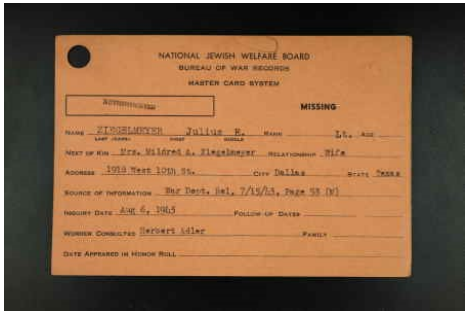 NATIONAL JEWISH WELFARE BOARD
BUREAU OF WAR RECORDS
MASTER CARD SYSTEM
MISSING
NAME ZIEGELMEYER Julius E. RANK Lt. AGE
LAST (CAPS) FIRST MIDDLE
NEXT OF KIN Mrs. Mildred A. Ziegelmeyer RELATIONSHIP Wife
ADDRESS 1910 West 10th St. CITY Dallas STATE Texas
SOURCE OF INFORMATION War Dept. Rel. 7/15/43, Page 58 (N)
INQUIRY DATE Aug 6, 1943 FOLLOW-UP DATES
WORKER CONSULTED Herbert Adler FAMILY
DATE APPEARED IN HONOR ROLL